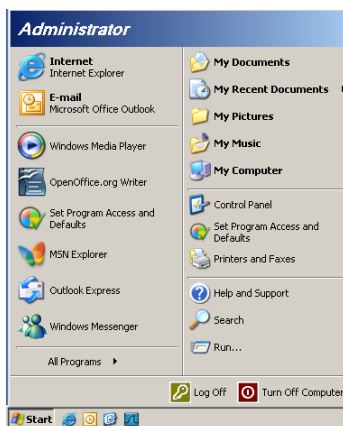 Administrator
Internet
Internet Explorer
E-mail
Microsoft Office Outlook
Windows Media Player
OpenOffice.org Writer
Set Program Access and
Defaults
MSN Explorer
Outlook Express
Windows Messenger
All Programs
My Documents
My Recent Documents
My Pictures
My Music
My Computer
Control Panel
Set Program Access and
Defaults
Printers and Faxes
Help and Support
Search
Run...
Log Off
Turn Off Computer
Start